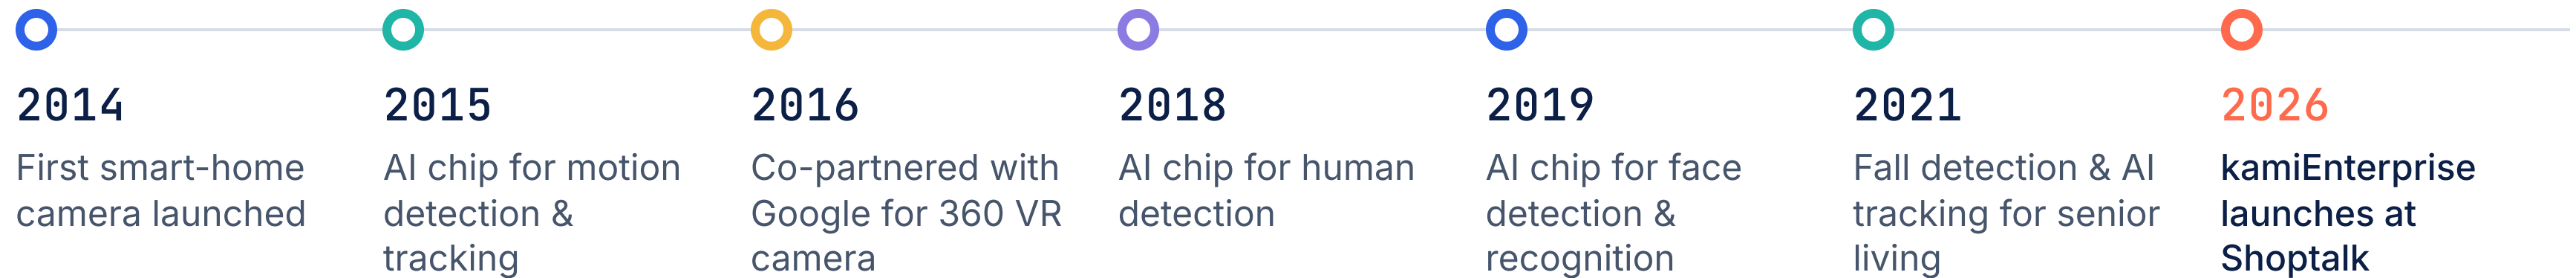 2014
First smart-home
camera launched
2015
AI chip for motion
detection &
tracking
2016
Co-partnered with
Google for 360 VR
camera
2018
AI chip for human
detection
2019
AI chip for face
detection &
recognition
2021
Fall detection & AI
tracking for senior
living
2026
kamiEnterprise
launches at
Shoptalk